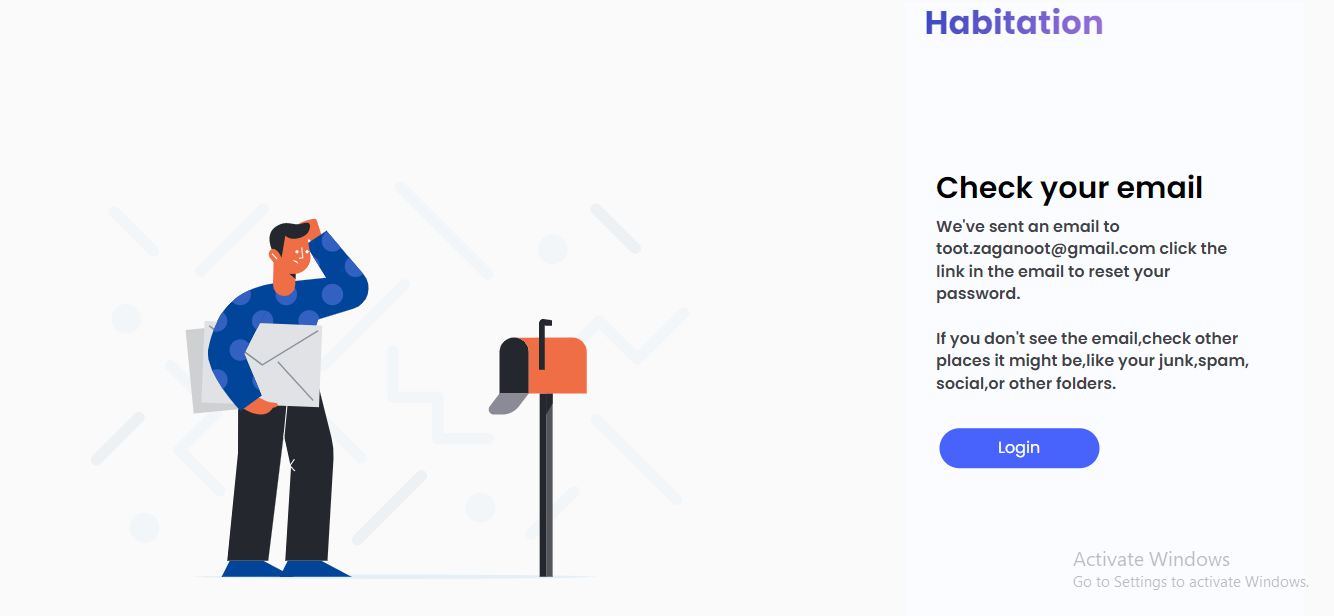 Habitation
Check your email
We've sent an email to
toot.zaganoot@gmail.com click the
link in the email to reset your
password.
If you don't see the email,check other
places it might be,like your junk,spam,
social,or other folders.
Login
Activate Windows
Go to Settings to activate Windows.